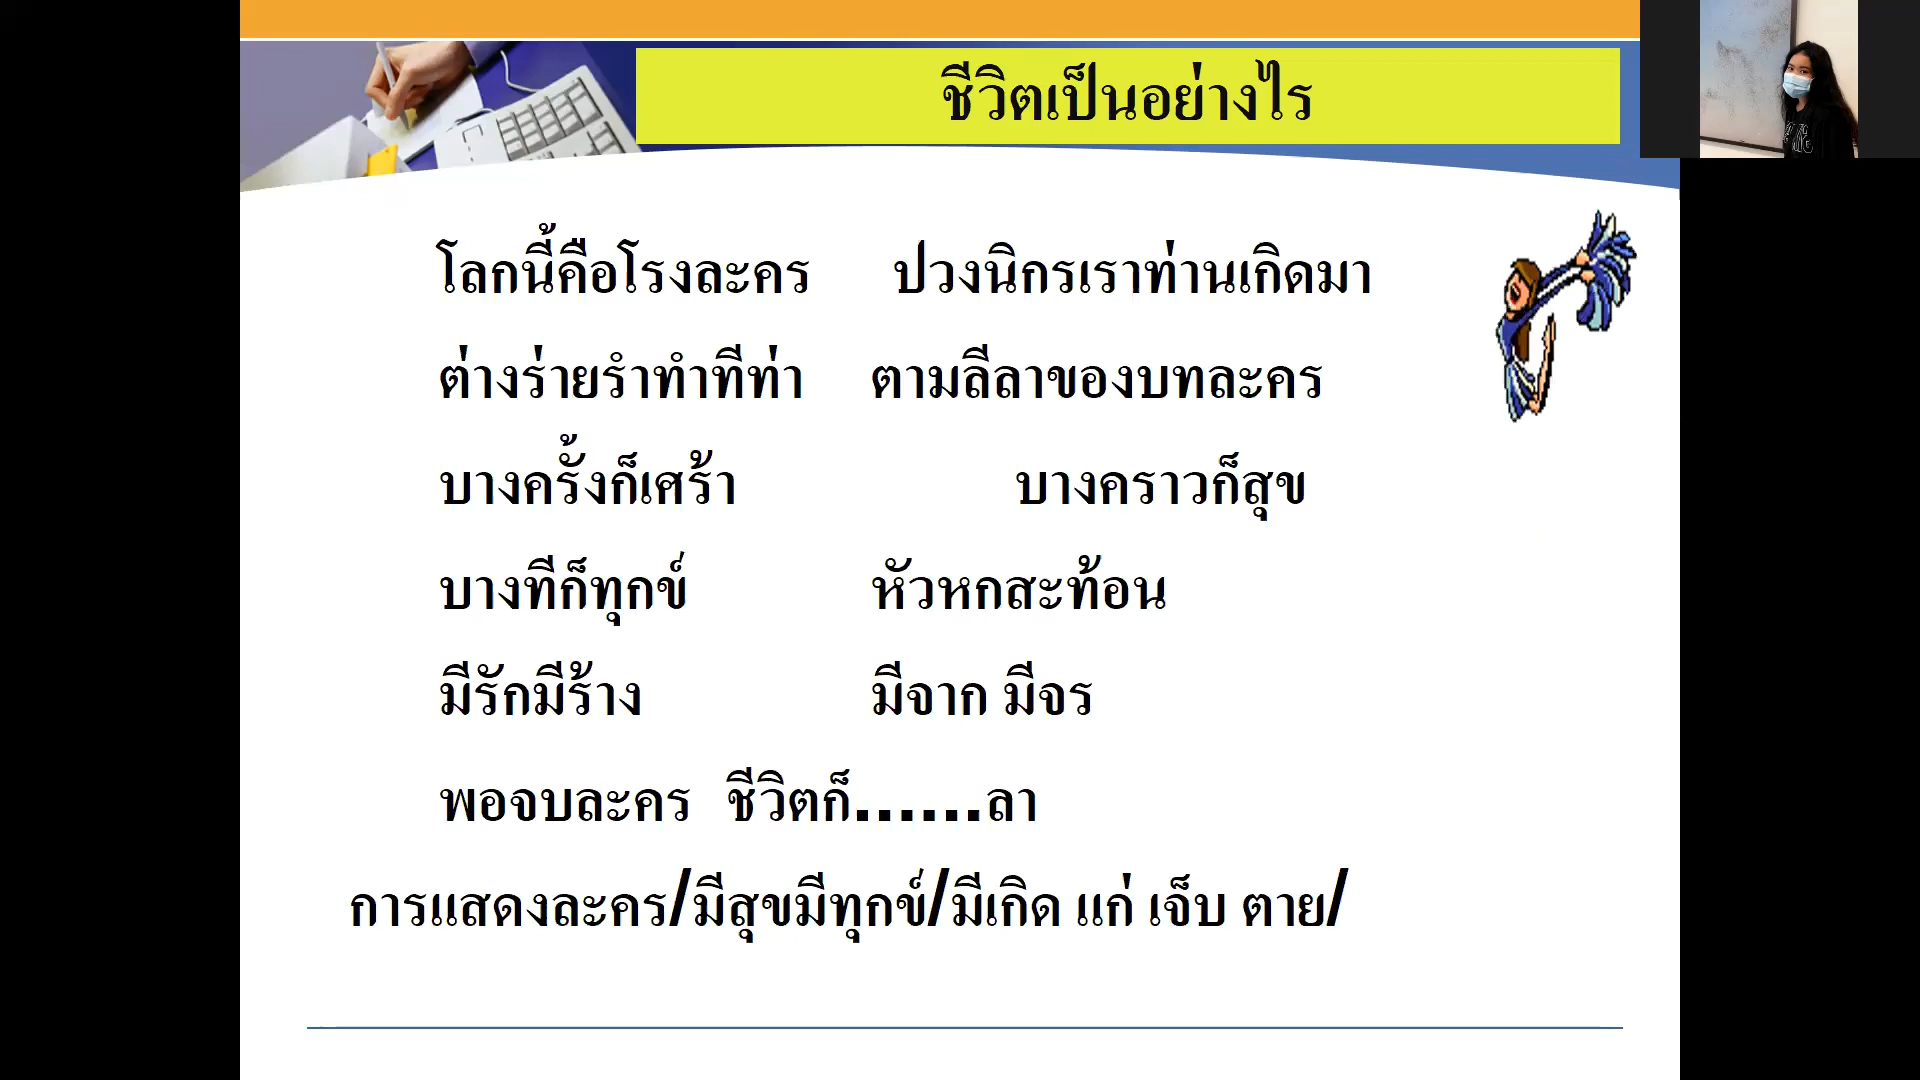 ชีวิตเป็นอย่างไร
โลกนี้คือโรงละคร ปวงนิกรเราท่านเกิดมา
ต่างร่ายรำทำทีท่า ตามลีลาของบทละคร
บางครั้งก็เศร้า บางคราวก็สุข
บางทีก็ทุกข์ หัวหกสะท้อน
มีรักมีร้าง มีจาก มีจร
พอจบละคร ชีวิตก็......ลา
การแสดงละคร/มีสุขมีทุกข์/มีเกิด แก่ เจ็บ ตาย/